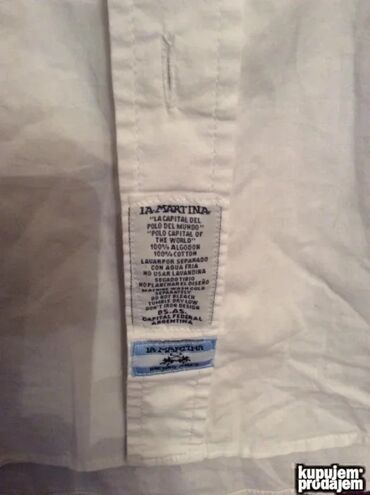 LA MARTINA
"LA CAPITAL DEL
POLO DEL MUNDO"
"POLO CAPITAL OF
THE WORLD"
100% ALGODON
100% COTTON
LAVAR POR SEPARADO
CON AGUA FRIA
NO USAR LAVANDINA
SECADO TIBIO
NO PLANCHAR EL DISEÑO
MACHINE WASH COLD
SEPARATELY
DO NOT BLEACH
TUMBLE DRY LOW
DON'T IRON DESIGN
BS.AS.
CAPITAL FEDERAL
ARGENTINA
LA MARTINA
kupujem
prodajem